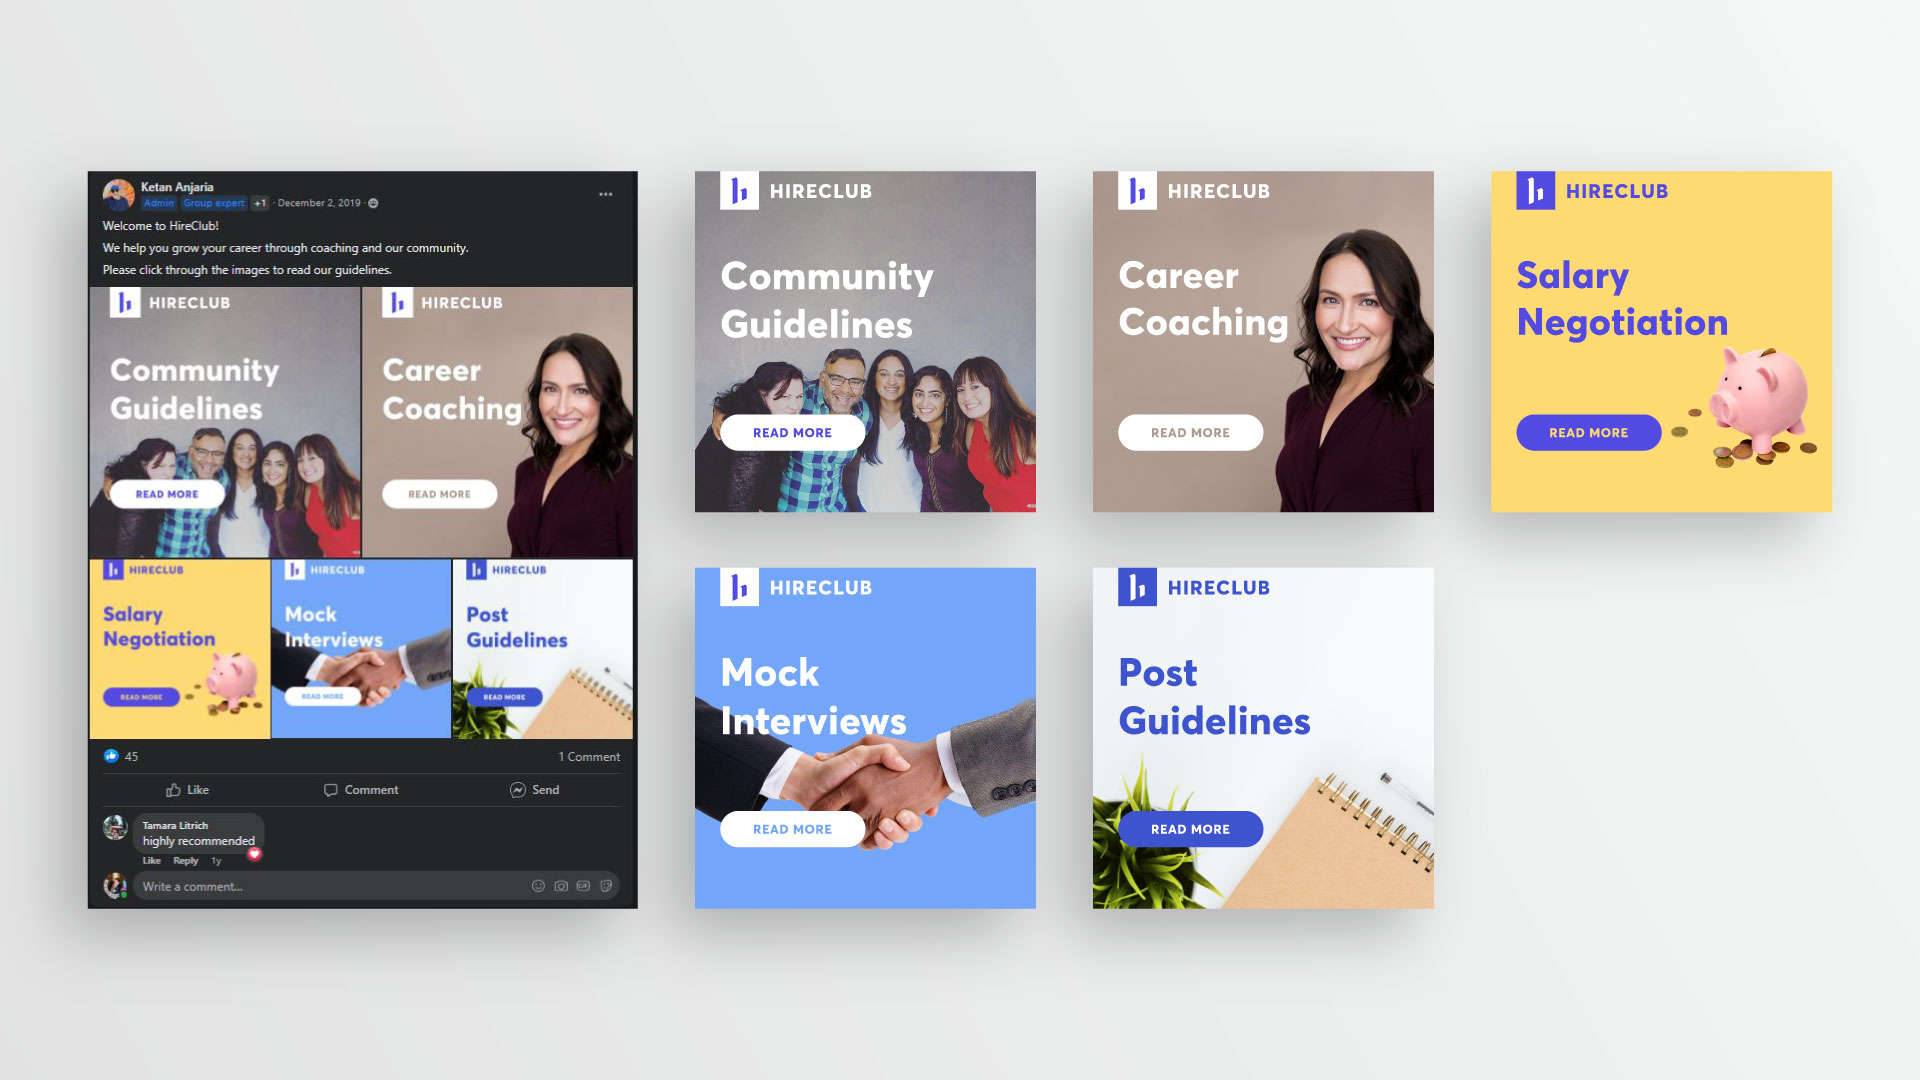 Ketan Anjaria
Admin Group expert +1 · December 2, 2019 ·
Welcome to HireClub!
We help you grow your career through coaching and our community.
Please click through the images to read our guidelines.
HIRECLUB
Community
Guidelines
READ MORE
HIRECLUB
Career
Coaching
READ MORE
HIRECLUB
Salary
Negotiation
READ MORE
HIRECLUB
Mock
Interviews
READ MORE
HIRECLUB
Post
Guidelines
READ MORE
45 1 Comment
Like Comment Send
Tamara Litrich
highly recommended
Like Reply 1y
Write a comment...
GIF
HIRECLUB
Community
Guidelines
READ MORE
HIRECLUB
Career
Coaching
READ MORE
HIRECLUB
Salary
Negotiation
READ MORE
HIRECLUB
Mock
Interviews
READ MORE
HIRECLUB
Post
Guidelines
READ MORE